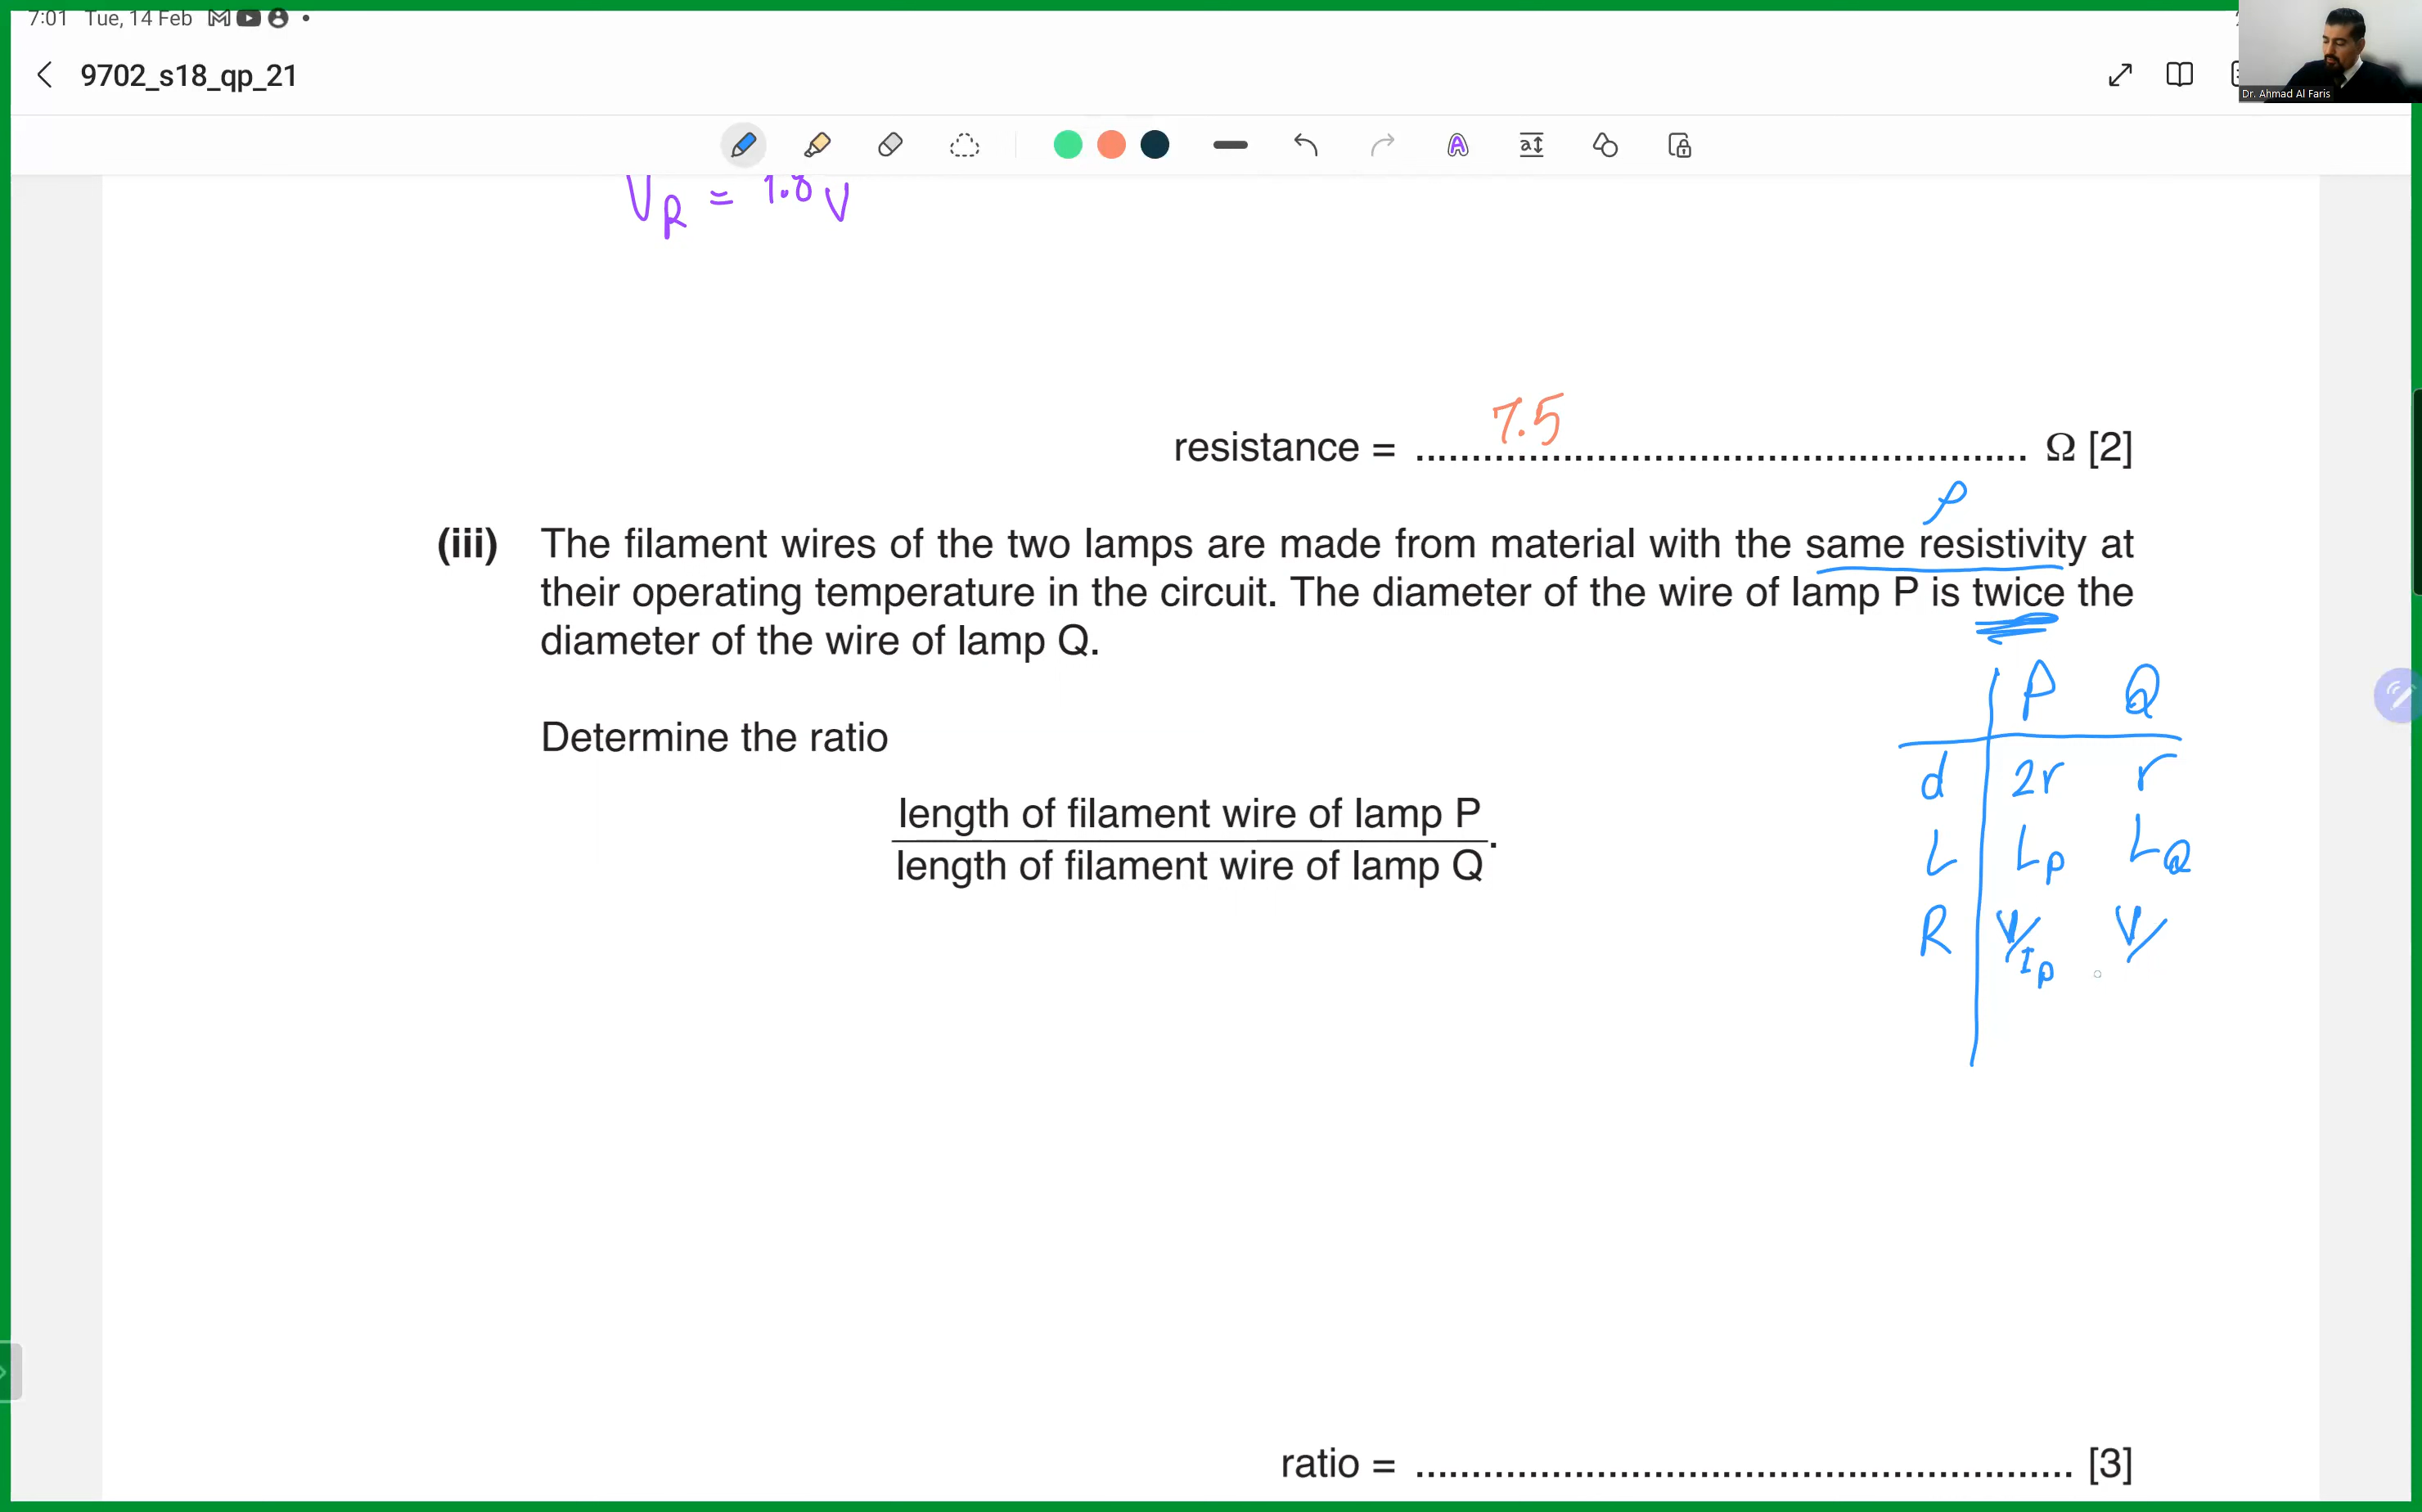 7:01 Tue, 14 Feb
9702_s18_qp_21
Dr. Ahmad Al Faris
V_R = 1.8 V
7.5
resistance = ...................................................... Ω [2]
ρ
(iii) The filament wires of the two lamps are made from material with the same resistivity at
their operating temperature in the circuit. The diameter of the wire of lamp P is twice the
diameter of the wire of lamp Q.
P Q
Determine the ratio
d 2r r
length of filament wire of lamp P
length of filament wire of lamp Q.
L L_P L_Q
R V/I_P V/
ratio = .......................................................... [3]